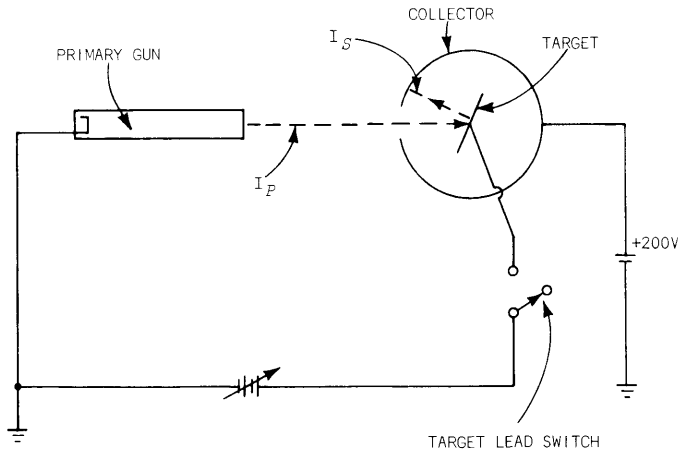 COLLECTOR
I_S
TARGET
PRIMARY GUN
I_P
+200V
TARGET LEAD SWITCH